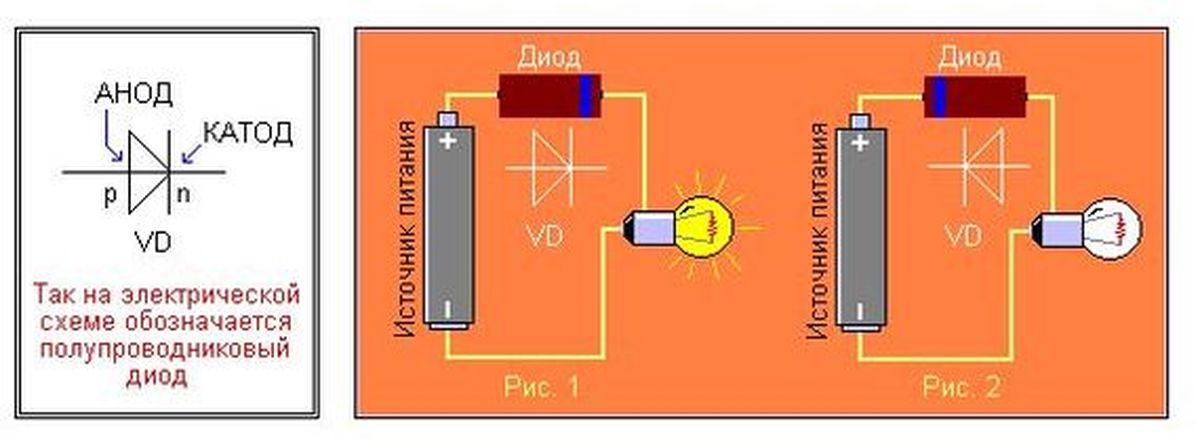 АНОД
КАТОД
p
n
VD
Так на электрической
схеме обозначается
полупроводниковый
диод
Диод
Источник питания
+
–
VD
Рис. 1
Диод
Источник питания
+
–
VD
Рис. 2